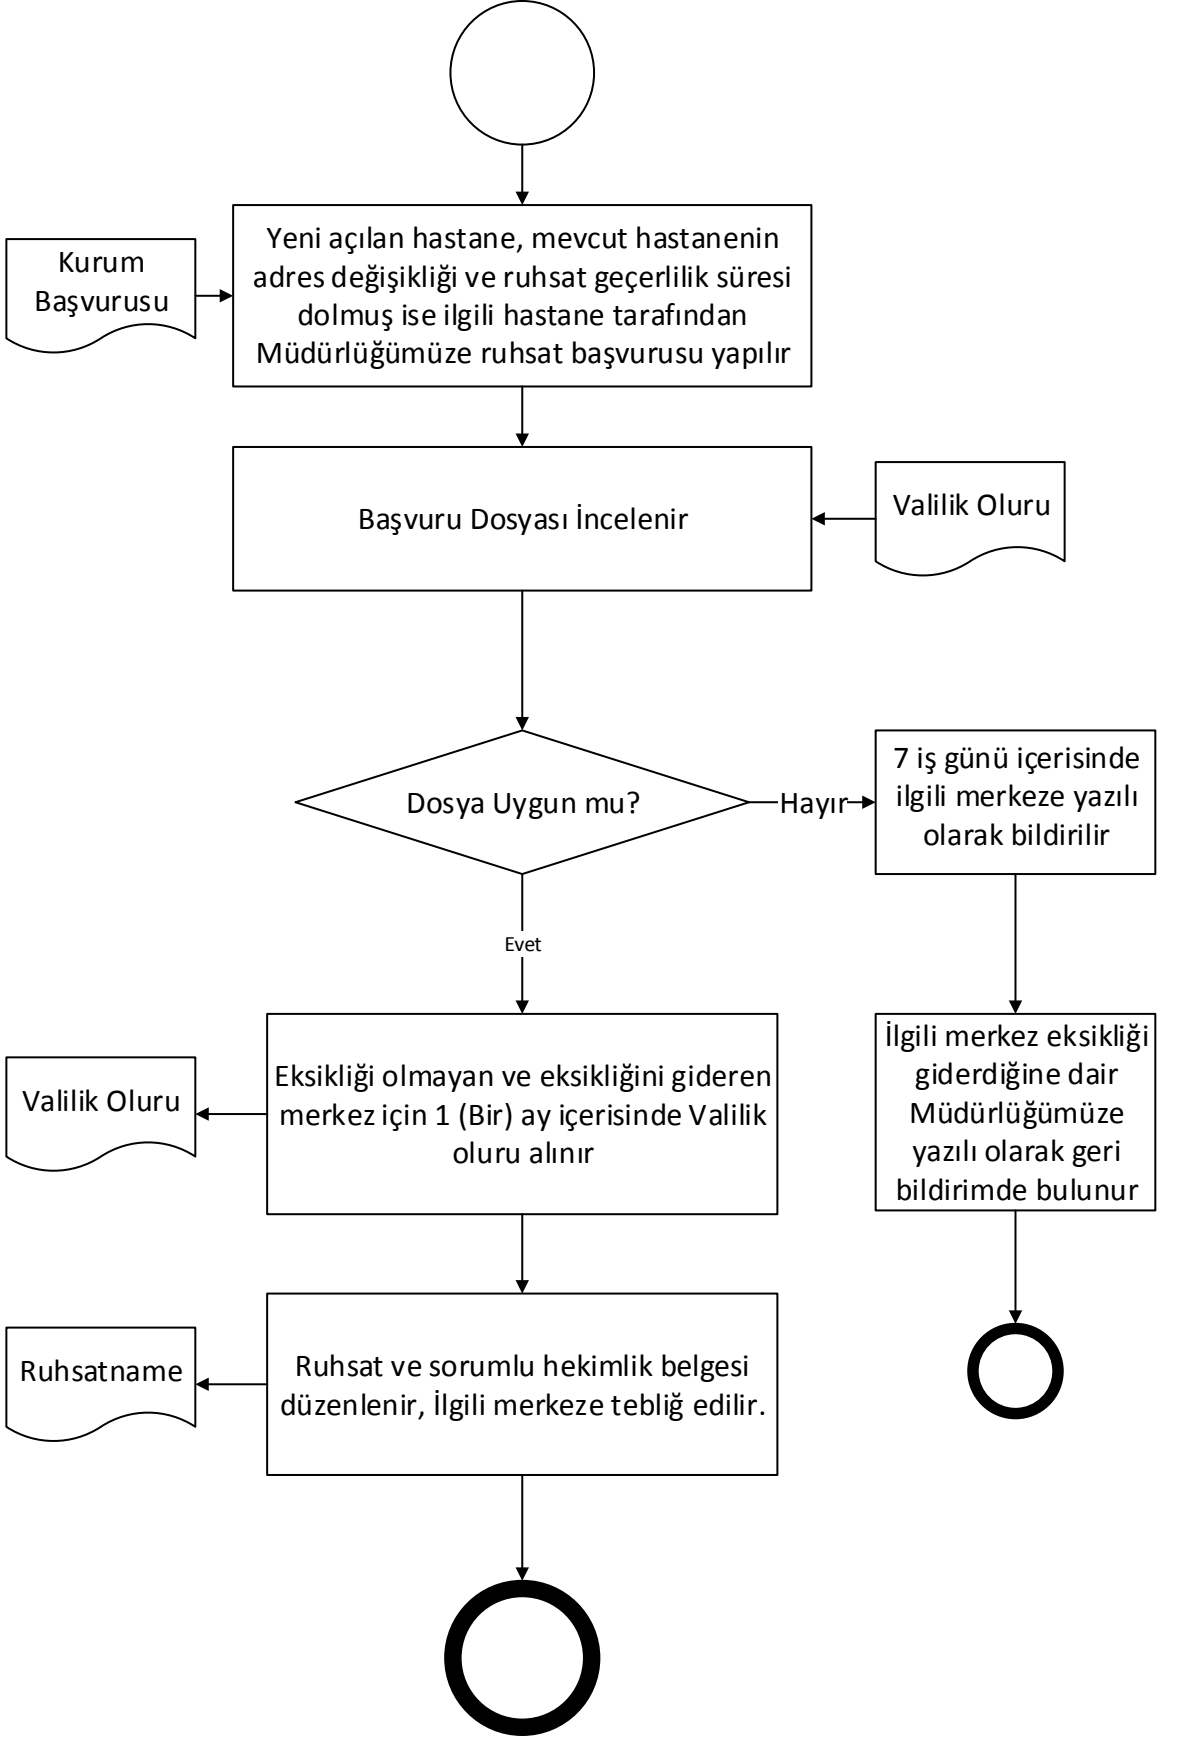 Kurum
Başvurusu
Yeni açılan hastane, mevcut hastanenin
adres değişikliği ve ruhsat geçerlilik süresi
dolmuş ise ilgili hastane tarafından
Müdürlüğümüze ruhsat başvurusu yapılır
Başvuru Dosyası İncelenir
Valilik Oluru
Dosya Uygun mu?
Hayır
7 iş günü içerisinde
ilgili merkeze yazılı
olarak bildirilir
Evet
Eksikliği olmayan ve eksikliğini gideren
merkez için 1 (Bir) ay içerisinde Valilik
oluru alınır
Valilik Oluru
İlgili merkez eksikliği
giderdiğine dair
Müdürlüğümüze
yazılı olarak geri
bildirimde bulunur
Ruhsatname
Ruhsat ve sorumlu hekimlik belgesi
düzenlenir, İlgili merkeze tebliğ edilir.